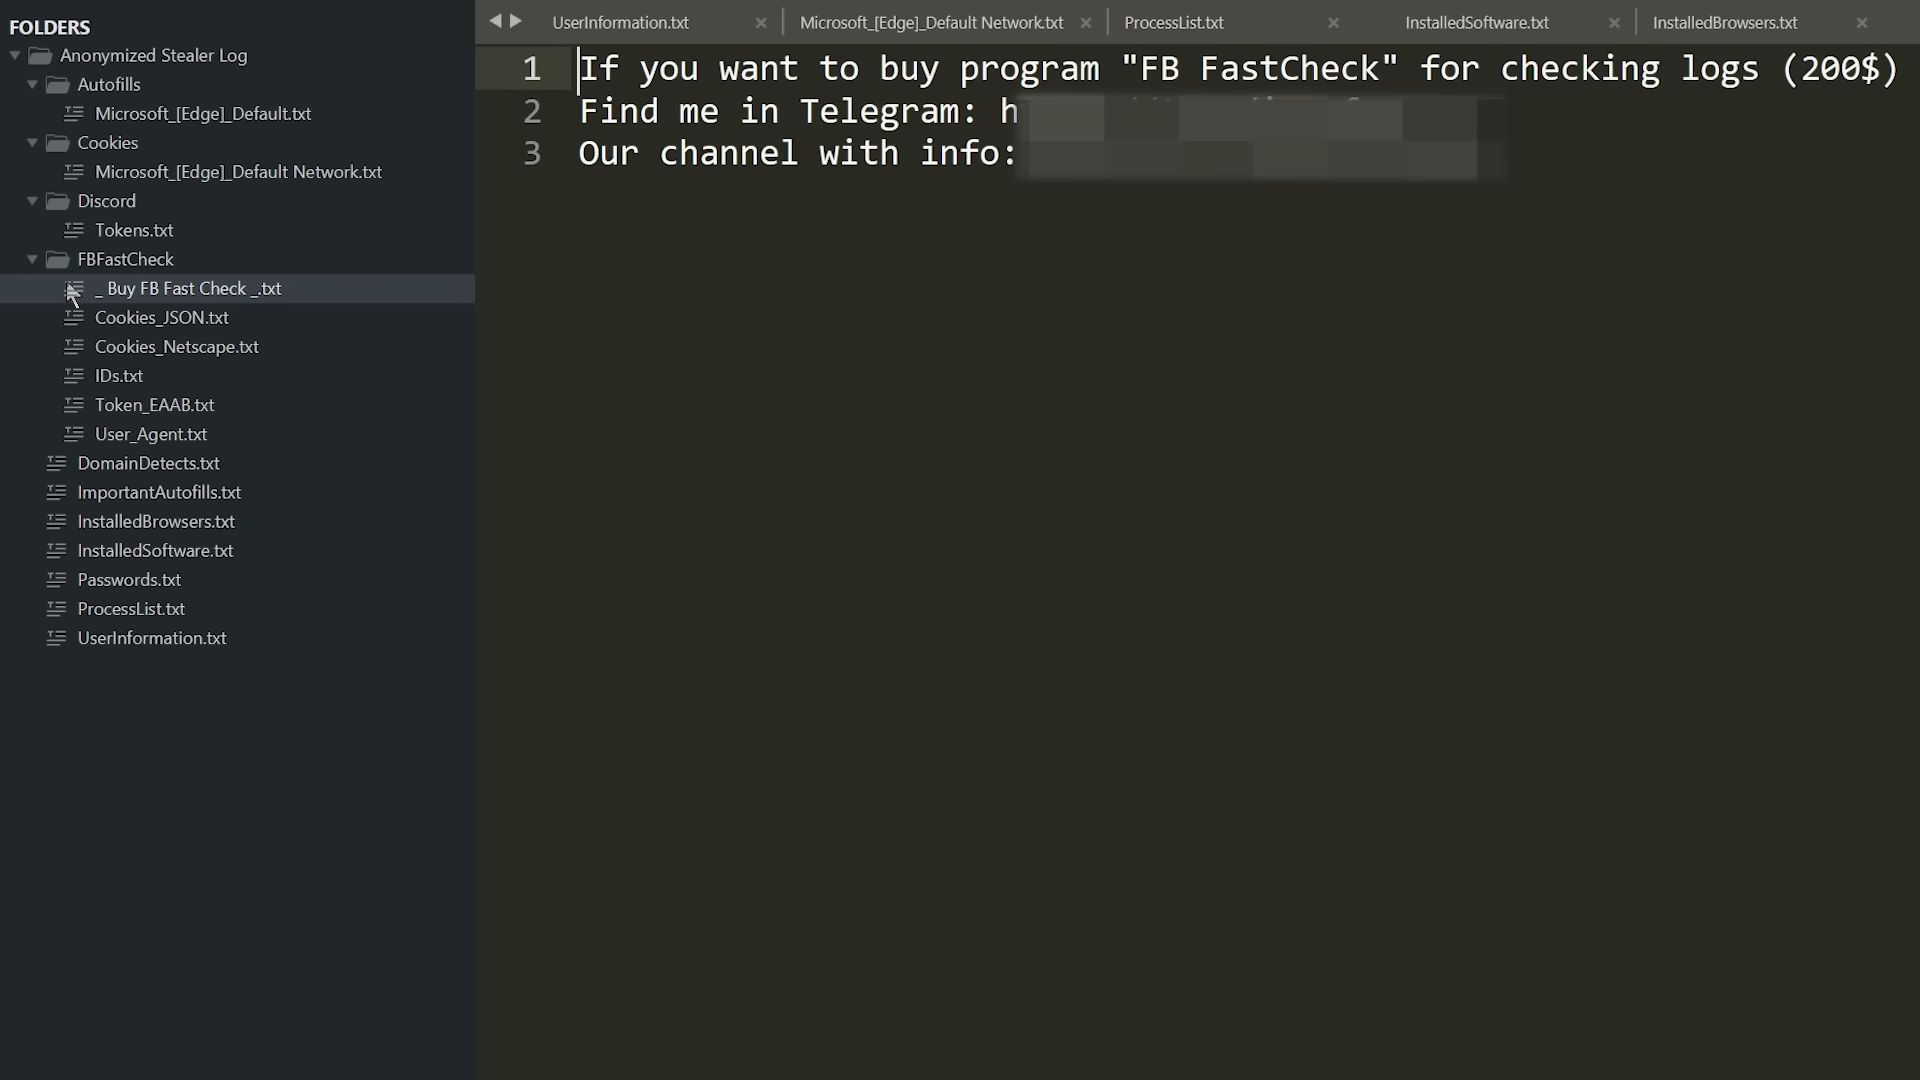 FOLDERS
Anonymized Stealer Log
Autofills
Microsoft_[Edge]_Default.txt
Cookies
Microsoft_[Edge]_Default Network.txt
Discord
Tokens.txt
FBFastCheck
_ Buy FB Fast Check _.txt
Cookies_JSON.txt
Cookies_Netscape.txt
IDs.txt
Token_EAAB.txt
User_Agent.txt
DomainDetects.txt
ImportantAutofills.txt
InstalledBrowsers.txt
InstalledSoftware.txt
Passwords.txt
ProcessList.txt
UserInformation.txt
UserInformation.txt × Microsoft_[Edge]_Default Network.txt × ProcessList.txt × InstalledSoftware.txt × InstalledBrowsers.txt ×
1 If you want to buy program "FB FastCheck" for checking logs (200$)
2 Find me in Telegram: h
3 Our channel with info: